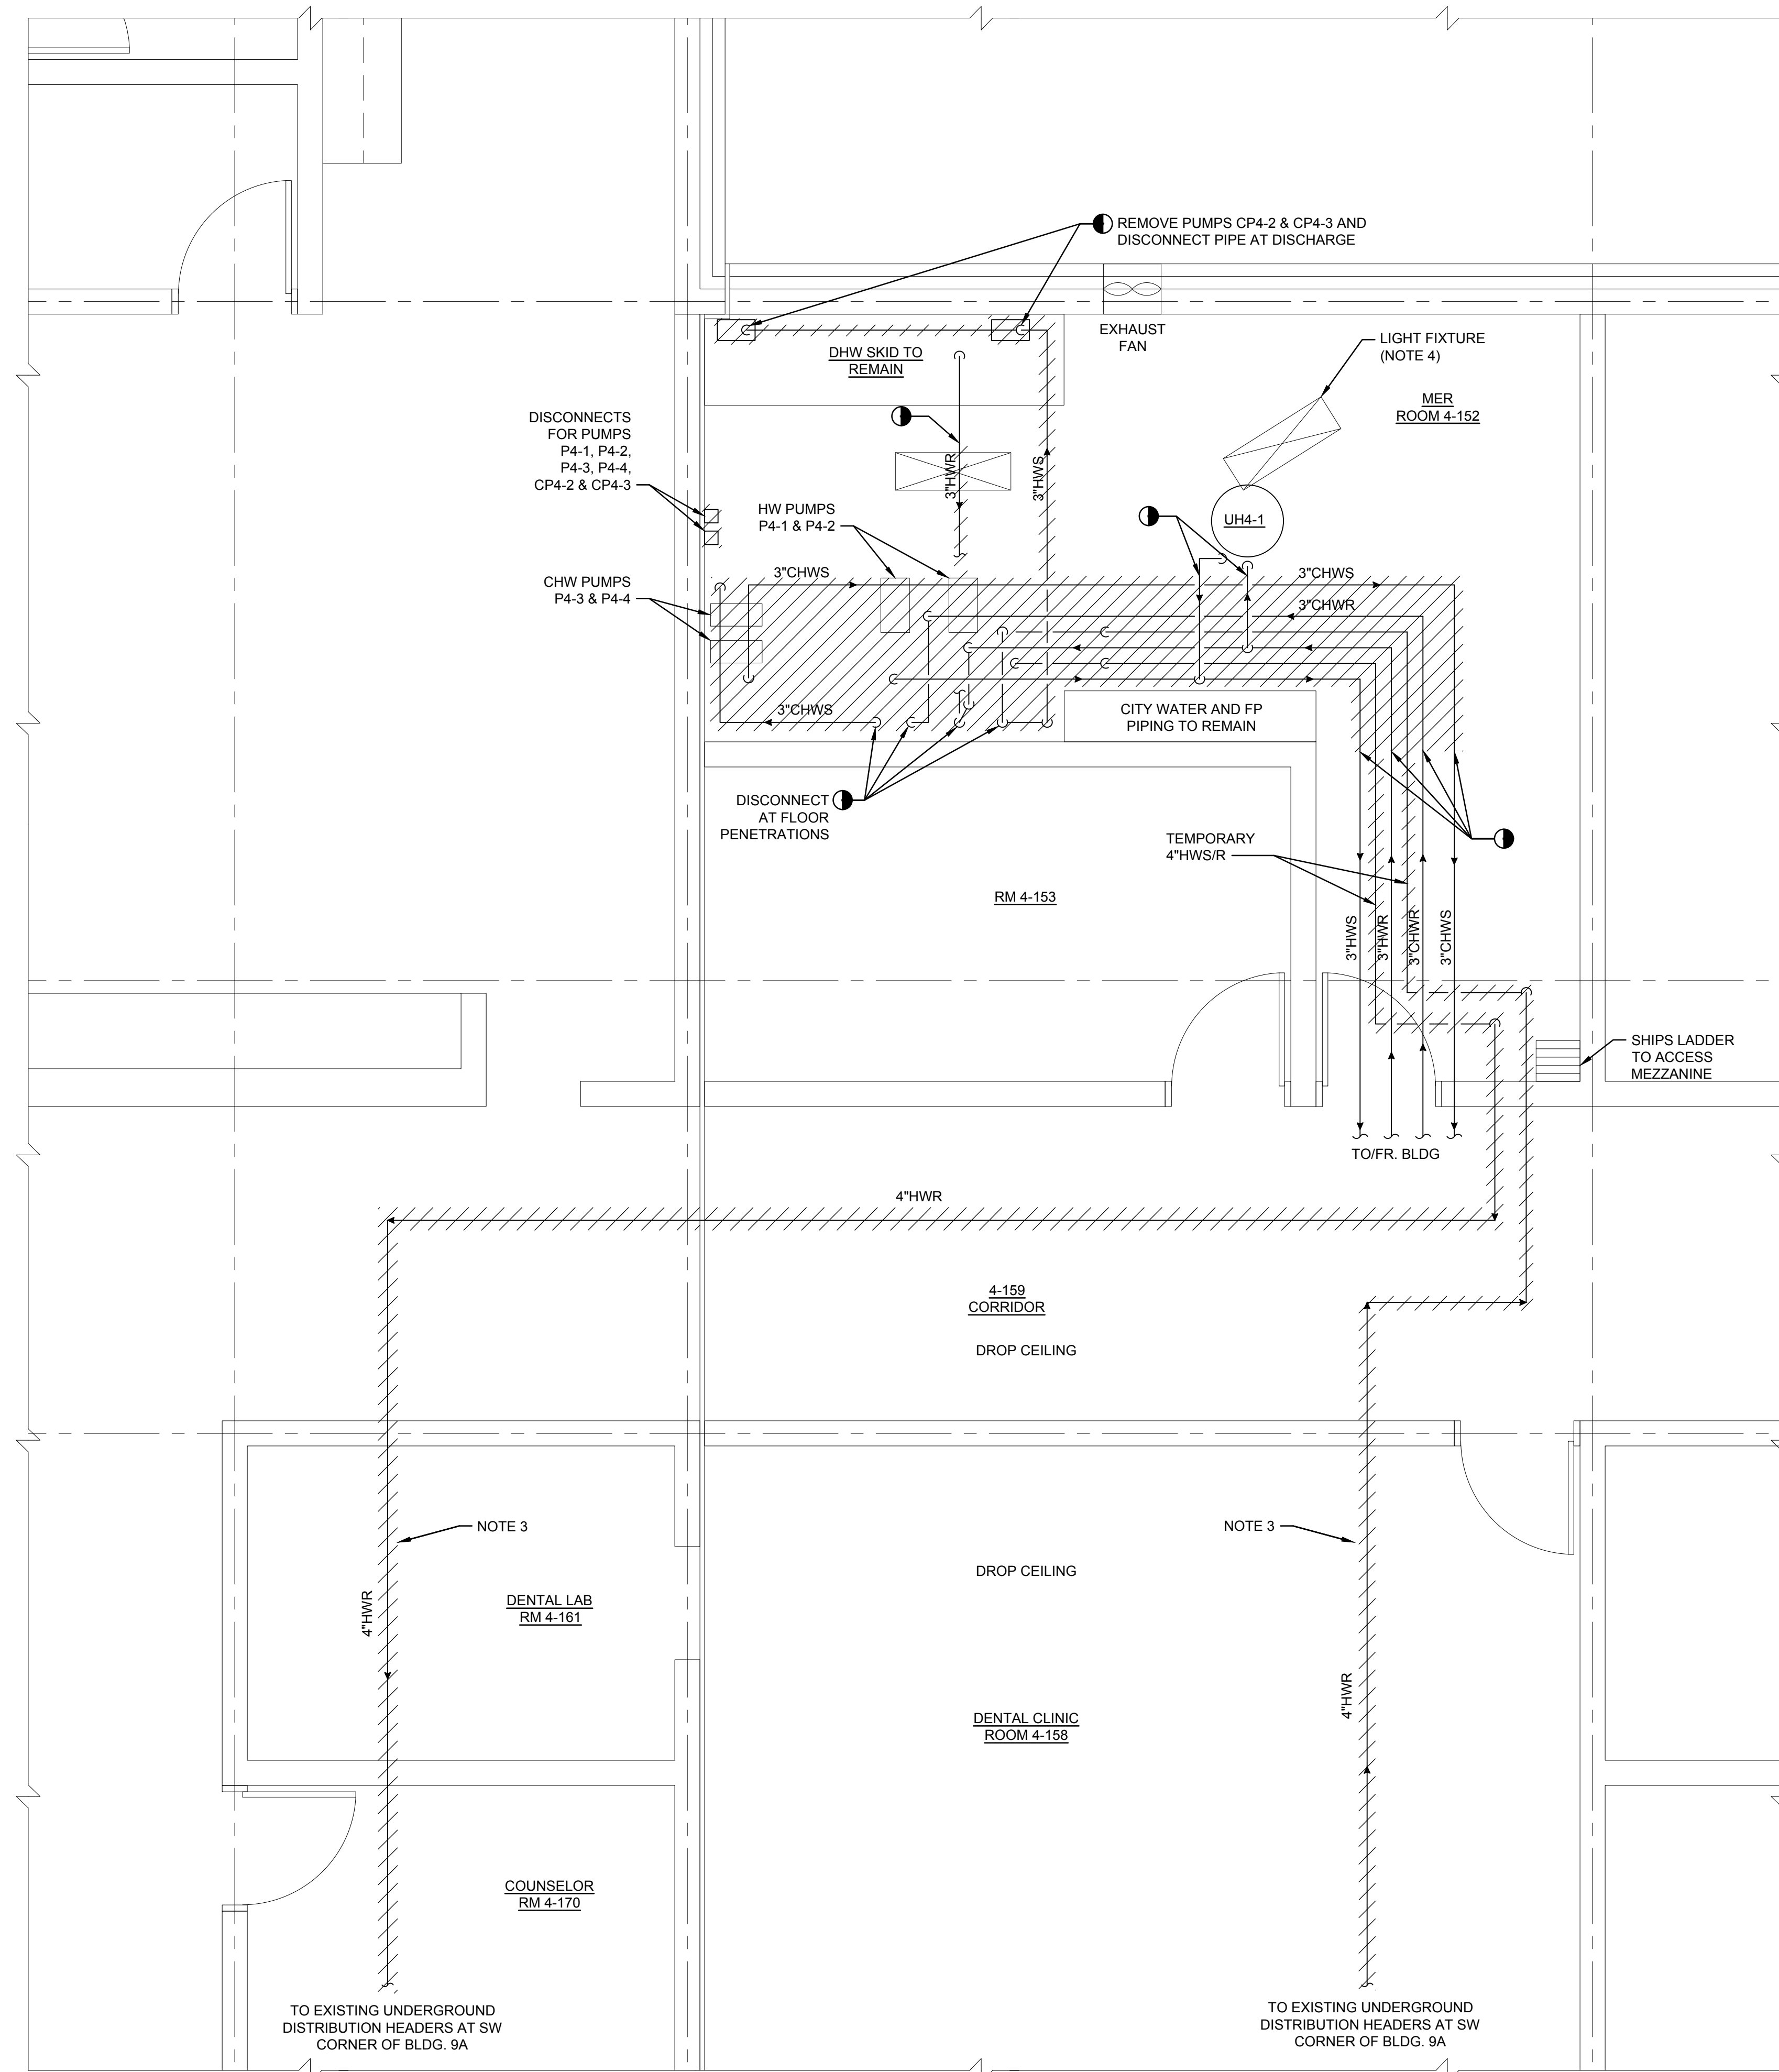 REMOVE PUMPS CP4-2 & CP4-3 AND
DISCONNECT PIPE AT DISCHARGE
EXHAUST
FAN
LIGHT FIXTURE
(NOTE 4)
DHW SKID TO
REMAIN
MER
ROOM 4-152
DISCONNECTS
FOR PUMPS
P4-1, P4-2,
P4-3, P4-4,
CP4-2 & CP4-3
3"HWR
3"HWS
HW PUMPS
P4-1 & P4-2
UH4-1
CHW PUMPS
P4-3 & P4-4
3"CHWS
3"CHWS
3"CHWR
3"CHWS
CITY WATER AND FP
PIPING TO REMAIN
DISCONNECT
AT FLOOR
PENETRATIONS
TEMPORARY
4"HWS/R
RM 4-153
3"HWS
3"HWR
3"CHWR
3"CHWS
SHIPS LADDER
TO ACCESS
MEZZANINE
TO/FR. BLDG
4"HWR
4-159
CORRIDOR
DROP CEILING
NOTE 3
NOTE 3
DROP CEILING
4"HWR
DENTAL LAB
RM 4-161
4"HWR
DENTAL CLINIC
ROOM 4-158
COUNSELOR
RM 4-170
TO EXISTING UNDERGROUND
DISTRIBUTION HEADERS AT SW
CORNER OF BLDG. 9A
TO EXISTING UNDERGROUND
DISTRIBUTION HEADERS AT SW
CORNER OF BLDG. 9A